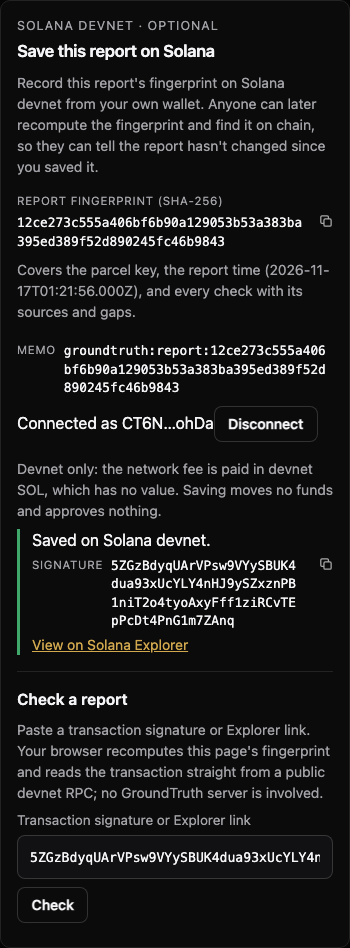 SOLANA DEVNET · OPTIONAL
Save this report on Solana
Record this report's fingerprint on Solana
devnet from your own wallet. Anyone can later
recompute the fingerprint and find it on chain,
so they can tell the report hasn't changed since
you saved it.
REPORT FINGERPRINT (SHA-256)
12ce273c555a406bf6b90a129053b53a383ba
395ed389f52d890245fc46b9843
Covers the parcel key, the report time (2026-11-
17T01:21:56.000Z), and every check with its
sources and gaps.
MEMO groundtruth:report:12ce273c555a406
bf6b90a129053b53a383ba395ed389f52d
890245fc46b9843
Connected as CT6N...ohDa Disconnect
Devnet only: the network fee is paid in devnet
SOL, which has no value. Saving moves no funds
and approves nothing.
Saved on Solana devnet.
SIGNATURE 5ZGzBdyqUArVPsw9VYySBUK4
dua93xUcYLY4nHJ9ySZxznPB
1niT2o4tyoAxyFff1ziRCvTE
pPcDt4PnG1m7ZAnq
View on Solana Explorer
Check a report
Paste a transaction signature or Explorer link.
Your browser recomputes this page's fingerprint
and reads the transaction straight from a public
devnet RPC; no GroundTruth server is involved.
Transaction signature or Explorer link
5ZGzBdyqUArVPsw9VYySBUK4dua93xUcYLY4n
Check